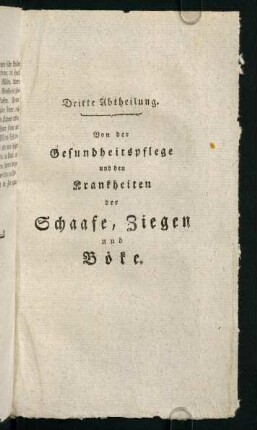 Dritte Abtheilung.
Von der
Gesundheitspflege
und den
Krankheiten
der
Schaafe, Ziegen
und
Böke.